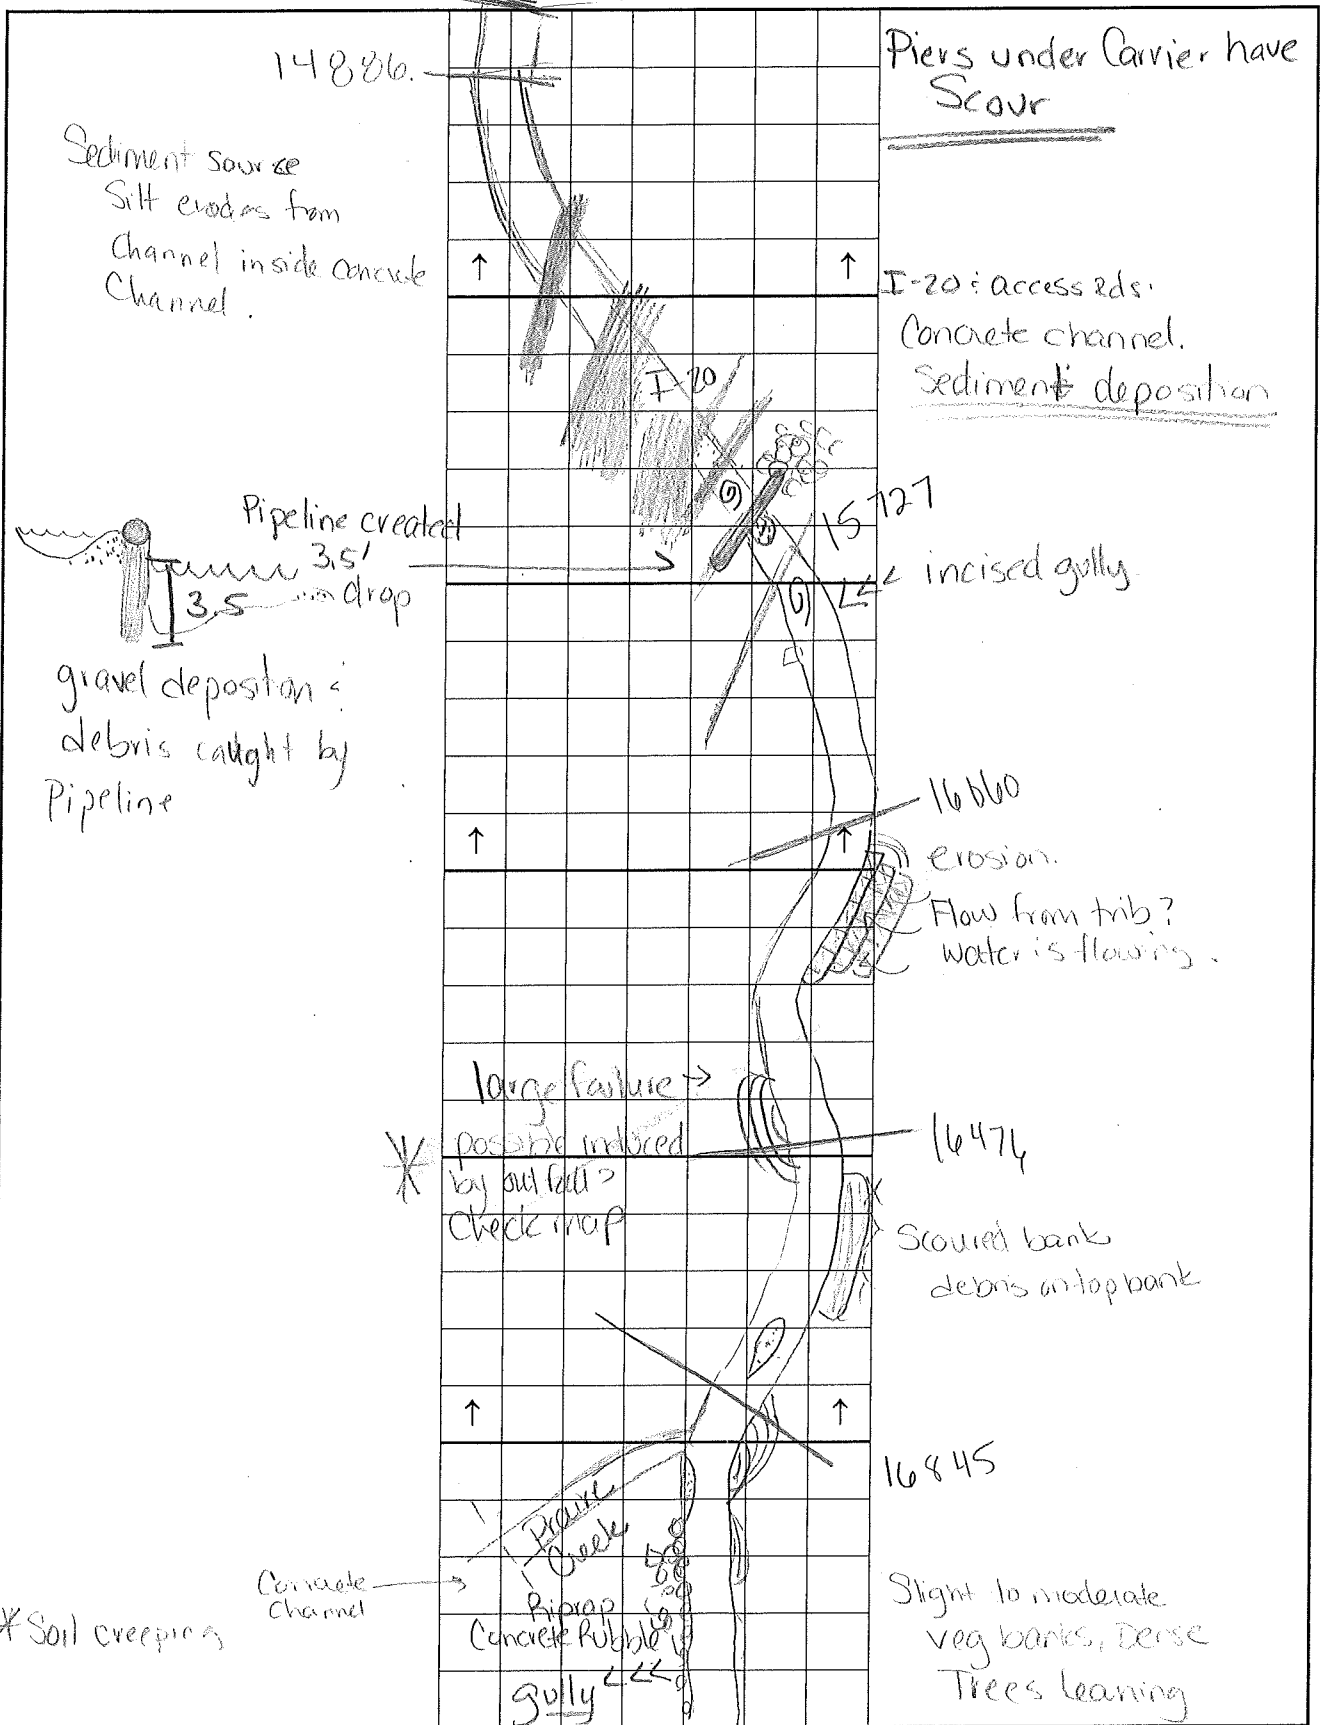 14886.
Piers under Carrier have
Scour
Sediment source
Silt erodes from
Channel inside concrete
Channel.
I-20 & access Rds.
Concrete channel.
Sediment deposition
I-20
Pipeline created
3.5'
drop
3.5
15727
incised gully
gravel deposition &
debris caught by
Pipeline
16660
erosion.
Flow from trib?
Water is flowing.
large failure
* possible induced
by outfall?
Check map
16476
Scoured bank
debris on top bank
16845
Prairie
Creek
Concrete
Channel
* Soil creeping
Riprap
Concrete Rubble
gully
Slight to moderate
veg banks, Dense
Trees leaning